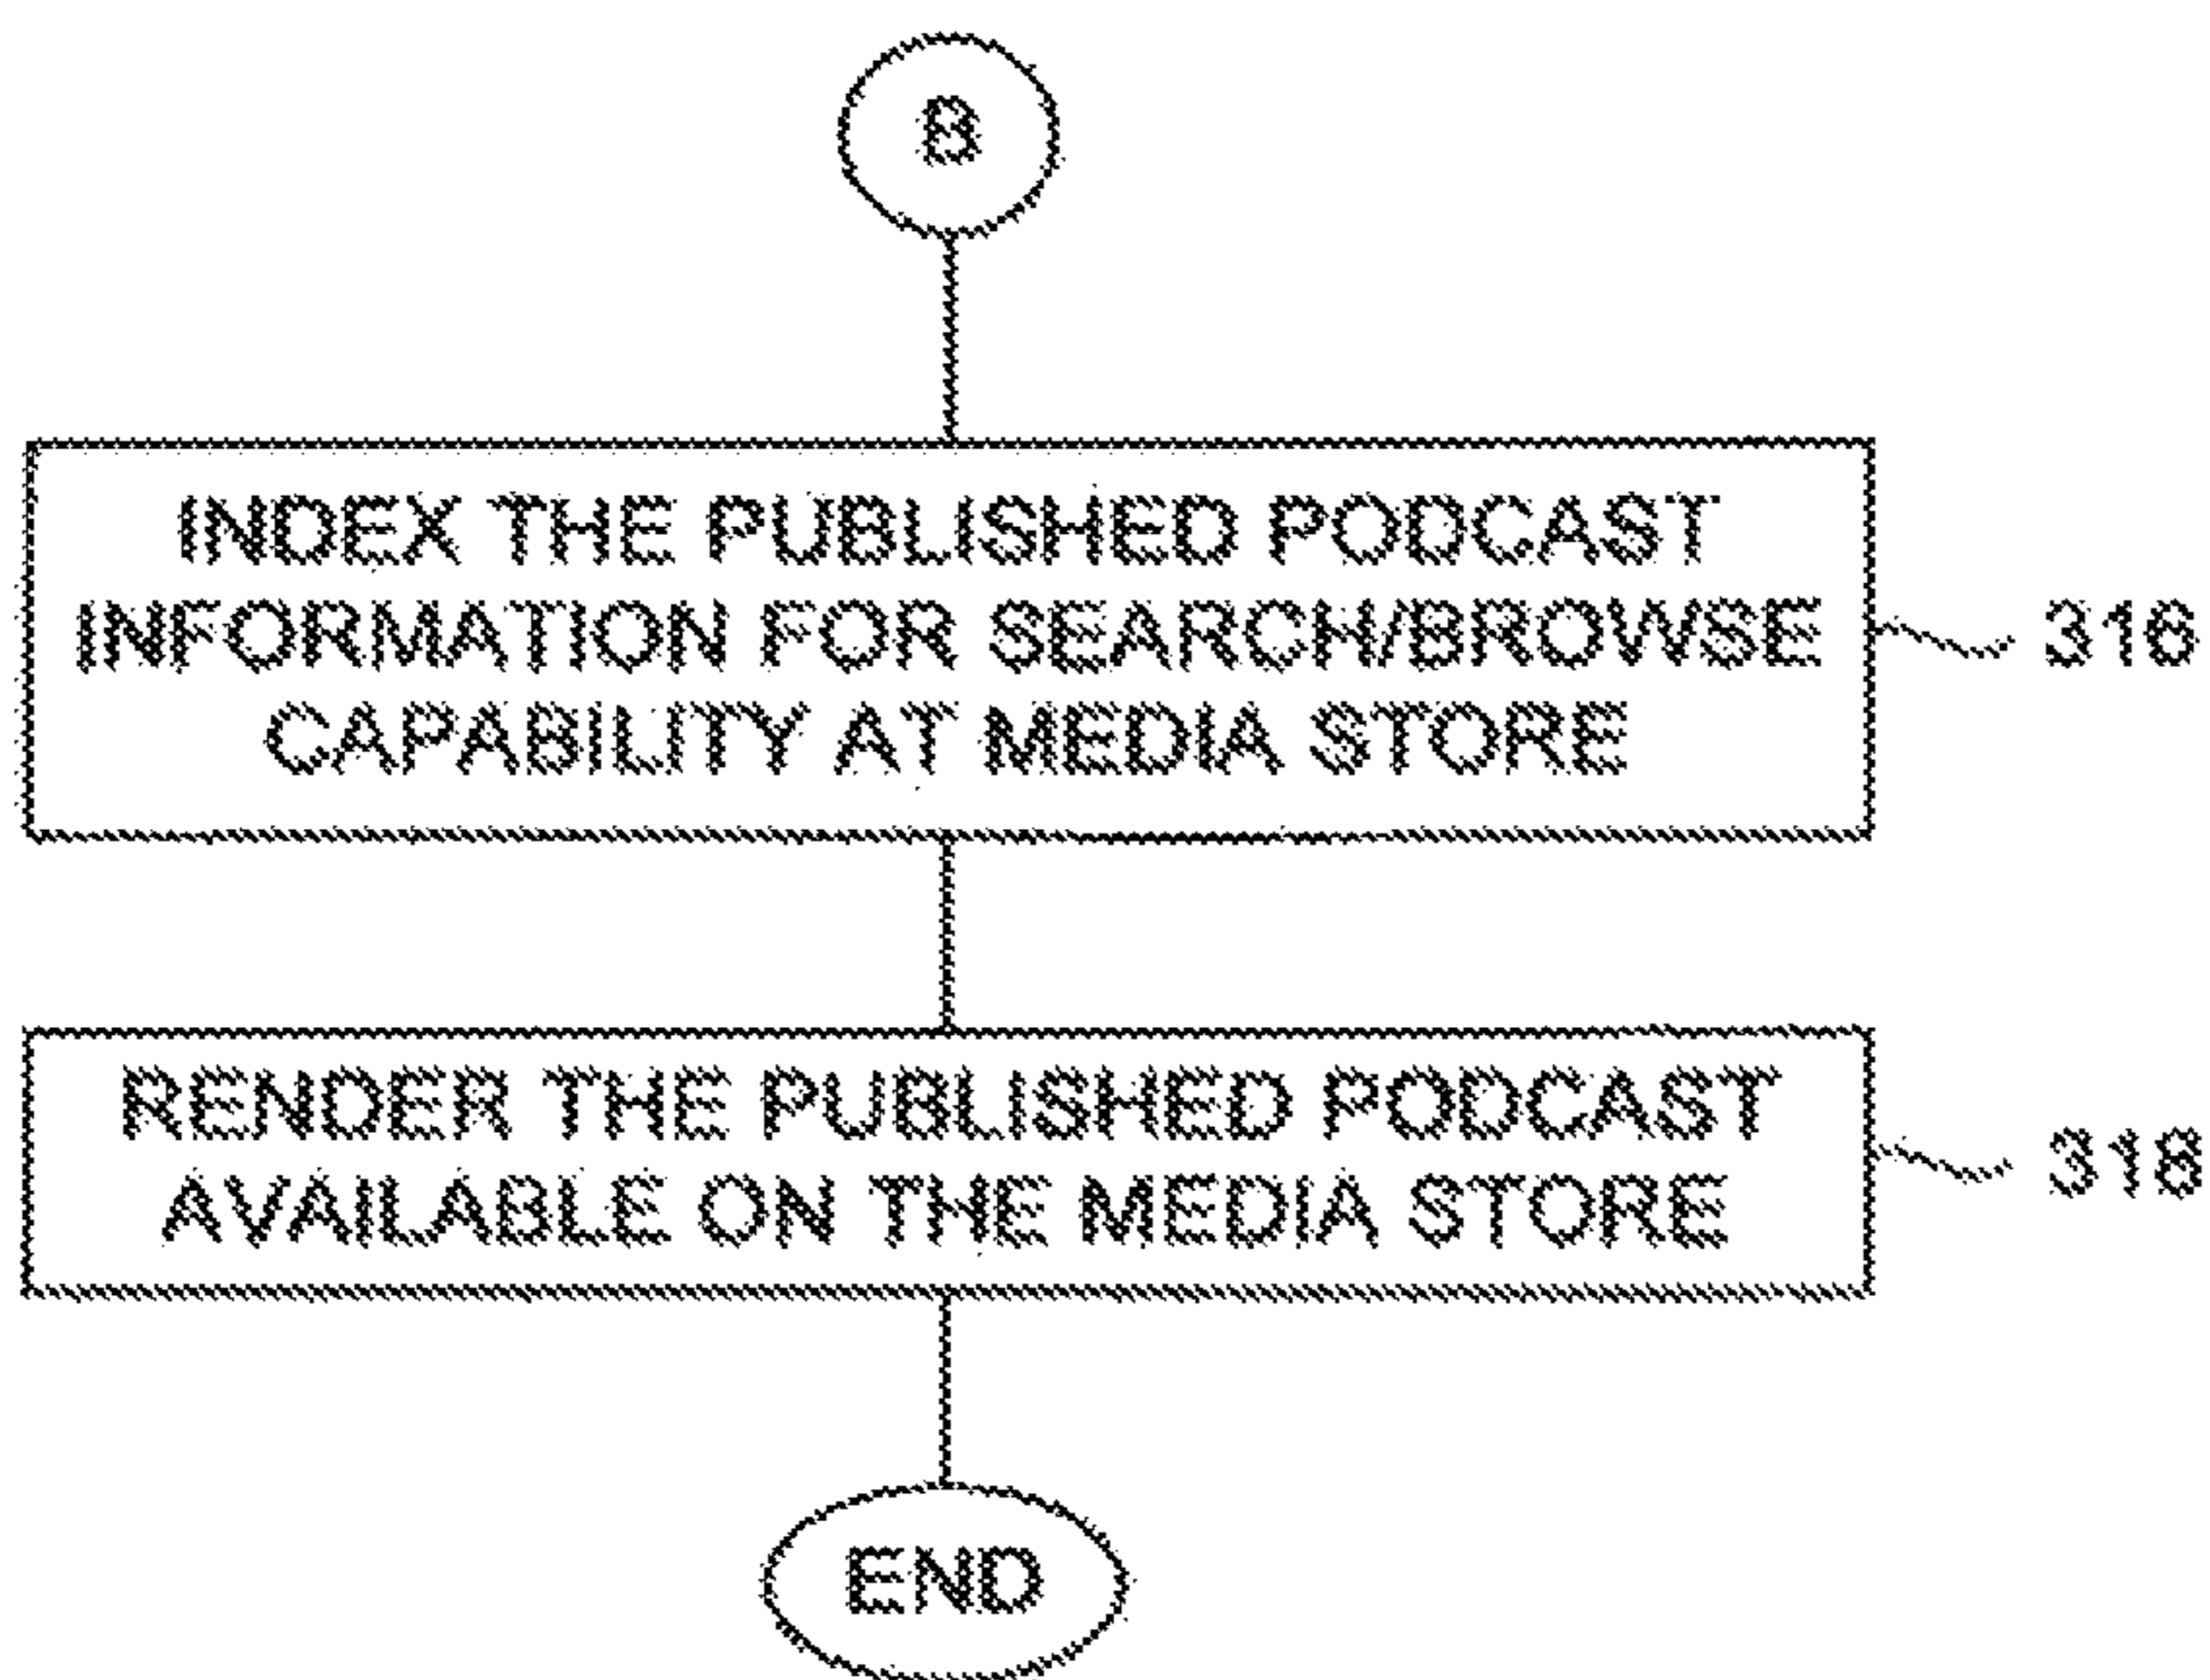 B
INDEX THE PUBLISHED PODCAST
INFORMATION FOR SEARCH/BROWSE
CAPABILITY AT MEDIA STORE
316
RENDER THE PUBLISHED PODCAST
AVAILABLE ON THE MEDIA STORE
318
END